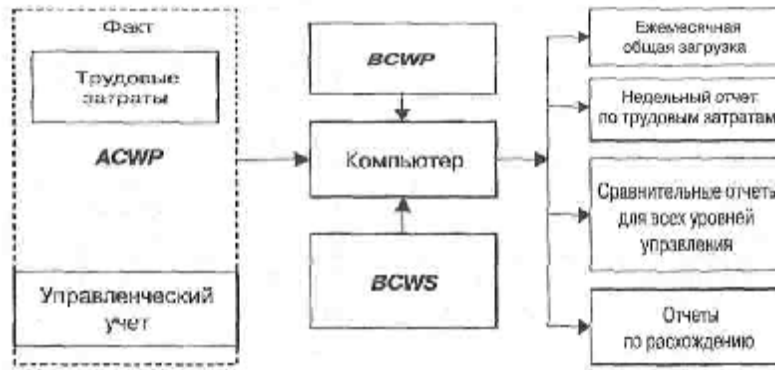 Факт
Трудовые
затраты
ACWP
Управленческий
учет
BCWP
Компьютер
BCWS
Ежемесячная
общая загрузка
Недельный отчет
по трудовым затратам
Сравнительные отчеты
для всех уровней
управления
Отчеты
по расхождению